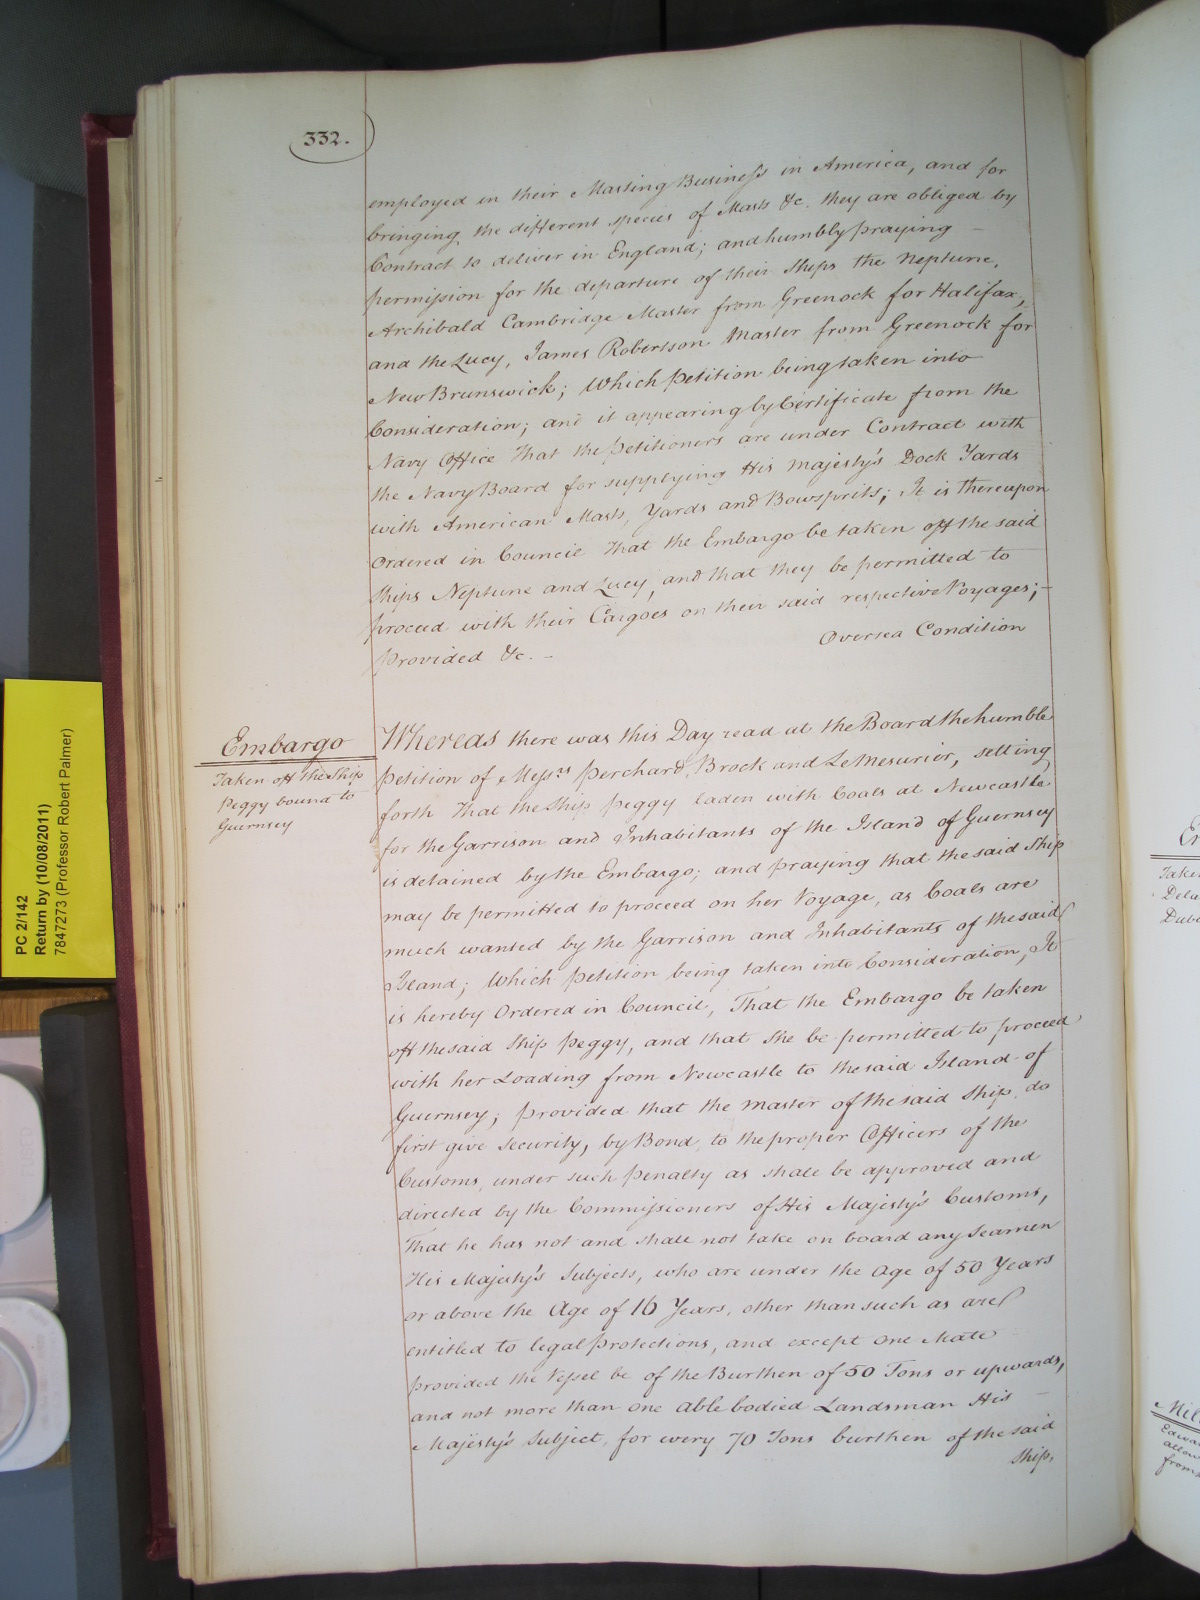 332.
employed in their Masting Business in America, and for
bringing the different species of Masts &c. they are obliged by
Contract to deliver in England; and humbly praying –
permission for the departure of their Ships the Neptune,
Archibald Cambridge Master from Greenock for Halifax,
and the Lucy, James Robertson Master from Greenock for
New Brunswick; Which Petition being taken into
Consideration; and it appearing by Certificate from the
Navy Office That the Petitioners are under Contract with
the Navy Board for supplying His Majesty's Dock Yards
with American Masts, Yards and Bowsprits; It is thereupon
Ordered in Council That the Embargo be taken off the said
Ships Neptune and Lucy, and that they be permitted to
proceed with their Cargoes on their said respective Voyages; –
Provided &c. –
Oversea Condition
Embargo
Taken off the Ship
Peggy bound to
Guernsey
Whereas there was this Day read at the Board the humble
Petition of Messrs Perchard, Brock and Le Mesurier, setting
forth That the Ship Peggy laden with Coals at Newcastle
for the Garrison and Inhabitants of the Island of Guernsey
is detained by the Embargo; and praying that the said Ship
may be permitted to proceed on her Voyage, as Coals are
much wanted by the Garrison and Inhabitants of the said
Island; Which Petition being taken into Consideration, It
is hereby Ordered in Council, That the Embargo be taken
off the said Ship Peggy, and that She be permitted to proceed
with her Loading from Newcastle to the said Island of
Guernsey; Provided that the Master of the said Ship, do
first give Security, by Bond, to the proper Officers of the
Customs, under such Penalty as shall be approved and
directed by the Commissioners of His Majesty's Customs,
That he has not and shall not take on board any Seamen
His Majesty's Subjects, who are under the Age of 50 Years
or above the Age of 16 Years, other than such as are
entitled to legal Protections, and except one Mate
provided the Vessel be of the Burthen of 50 Tons or upwards,
and not more than one able bodied Landsman His –
Majesty's Subject, for every 70 Tons burthen of the said
Ship,
PC 2/142
Return by (10/08/2011)
7847273 (Professor Robert Palmer)